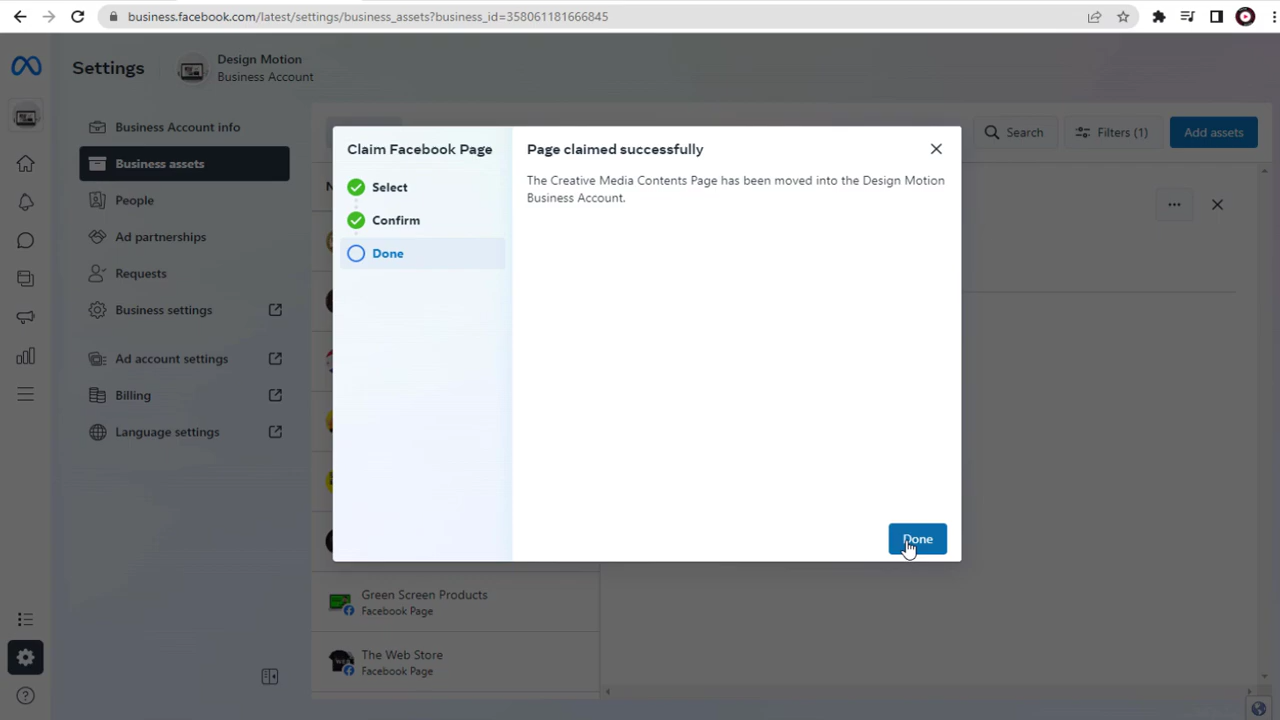 business.facebook.com/latest/settings/business_assets?business_id=358061181666845
Settings
Design Motion
Business Account
Business Account info
Business assets
People
Ad partnerships
Requests
Business settings
Ad account settings
Billing
Language settings
Search
Filters (1)
Add assets
N
Claim Facebook Page
Select
Confirm
Done
Page claimed successfully
The Creative Media Contents Page has been moved into the Design Motion
Business Account.
Done
Green Screen Products
Facebook Page
The Web Store
Facebook Page